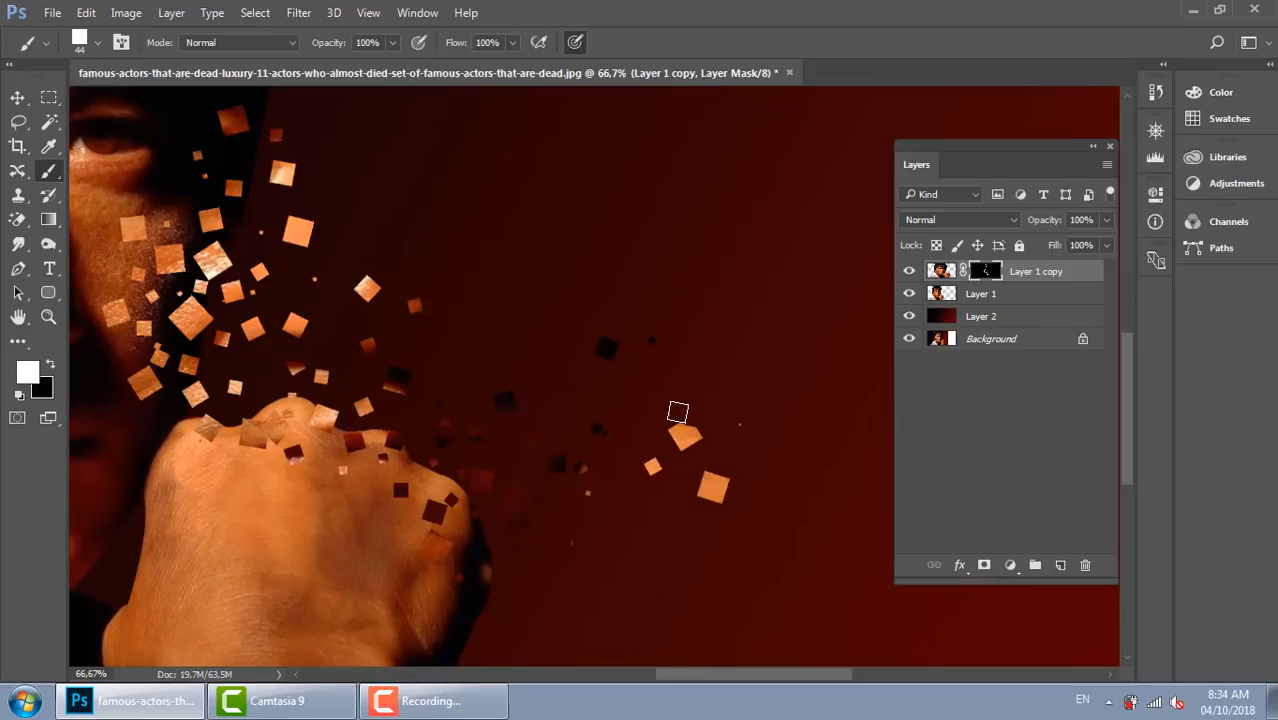 Ps File Edit Image Layer Type Select Filter 3D View Window Help
44 Mode: Normal Opacity: 100% Flow: 100%
famous-actors-that-are-dead-luxury-11-actors-who-almost-died-set-of-famous-actors-that-are-dead.jpg @ 66,7% (Layer 1 copy, Layer Mask/8) *
Color
Swatches
Libraries
Adjustments
Channels
Paths
Layers
Kind
Normal Opacity: 100%
Lock: Fill: 100%
Layer 1 copy
Layer 1
Layer 2
Background
fx
66,67% Doc: 19,7M/63,5M
Ps famous-actors-th... Camtasia 9 Recording... EN 8:34 AM
04/10/2018